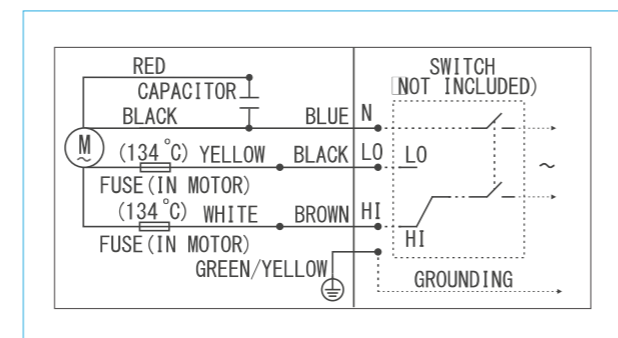 RED
CAPACITOR
BLACK BLUE N
M
~
(134℃) YELLOW BLACK LO LO
FUSE(IN MOTOR)
(134℃) WHITE BROWN HI
FUSE(IN MOTOR) HI
GREEN/YELLOW
SWITCH
NOT INCLUDED)
~
GROUNDING